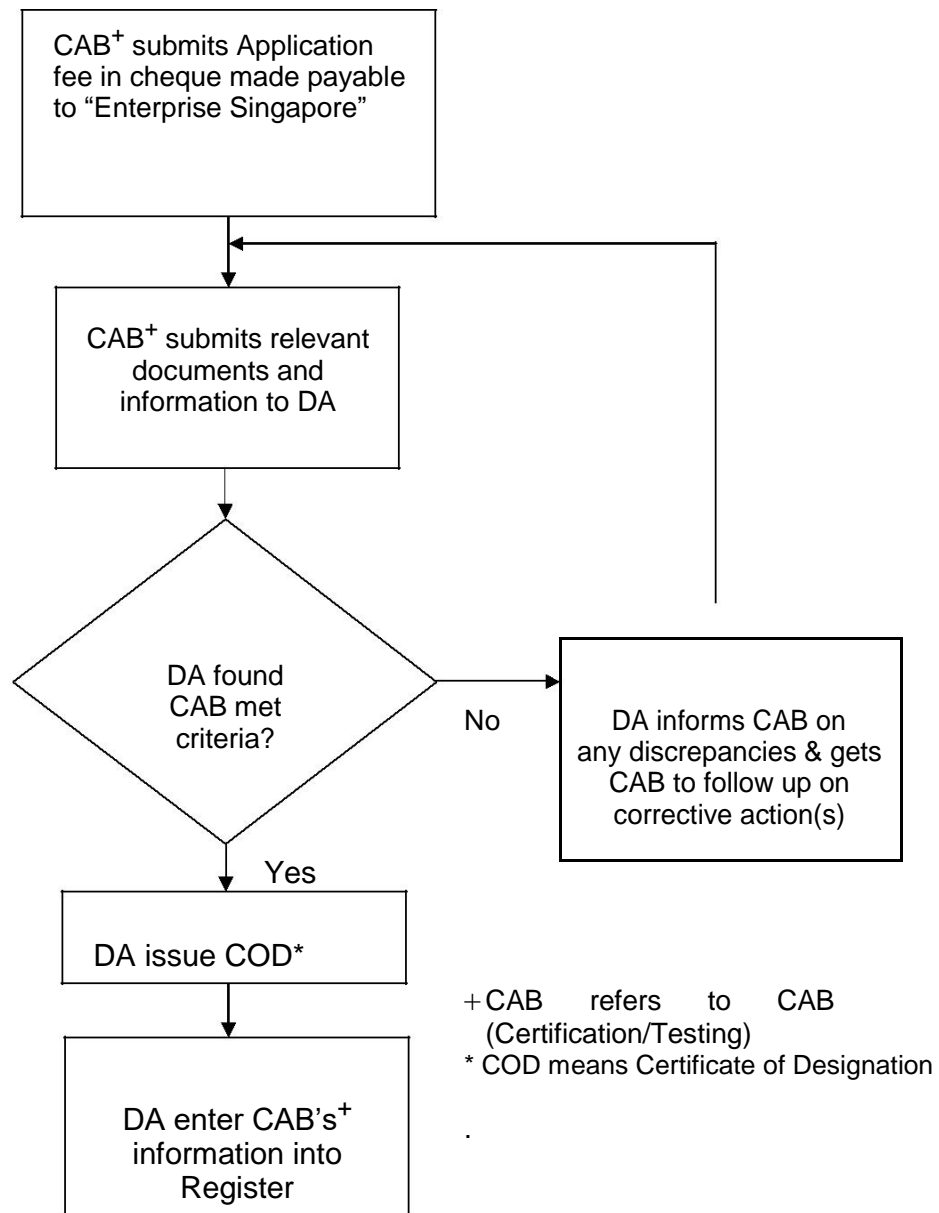 CAB+ submits Application
fee in cheque made payable
to “Enterprise Singapore”
CAB+ submits relevant
documents and
information to DA
DA found
CAB met
criteria?
No
DA informs CAB on
any discrepancies & gets
CAB to follow up on
corrective action(s)
Yes
DA issue COD*
+ CAB refers to CAB
(Certification/Testing)
* COD means Certificate of Designation
.
DA enter CAB’s+
information into
Register